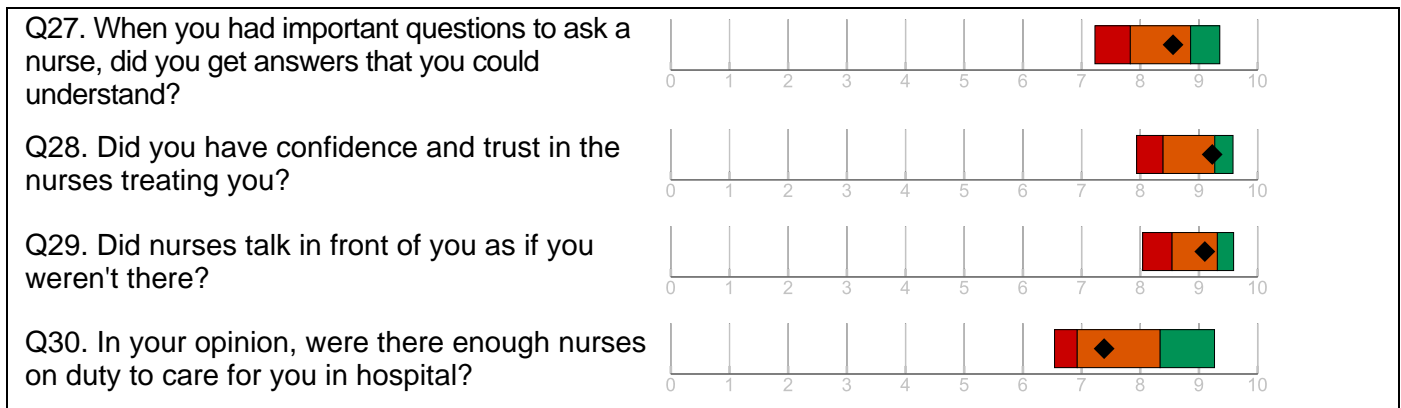 Q27. When you had important questions to ask a
nurse, did you get answers that you could
understand?
0 1 2 3 4 5 6 7 8 9 10
Q28. Did you have confidence and trust in the
nurses treating you?
0 1 2 3 4 5 6 7 8 9 10
Q29. Did nurses talk in front of you as if you
weren't there?
0 1 2 3 4 5 6 7 8 9 10
Q30. In your opinion, were there enough nurses
on duty to care for you in hospital?
0 1 2 3 4 5 6 7 8 9 10